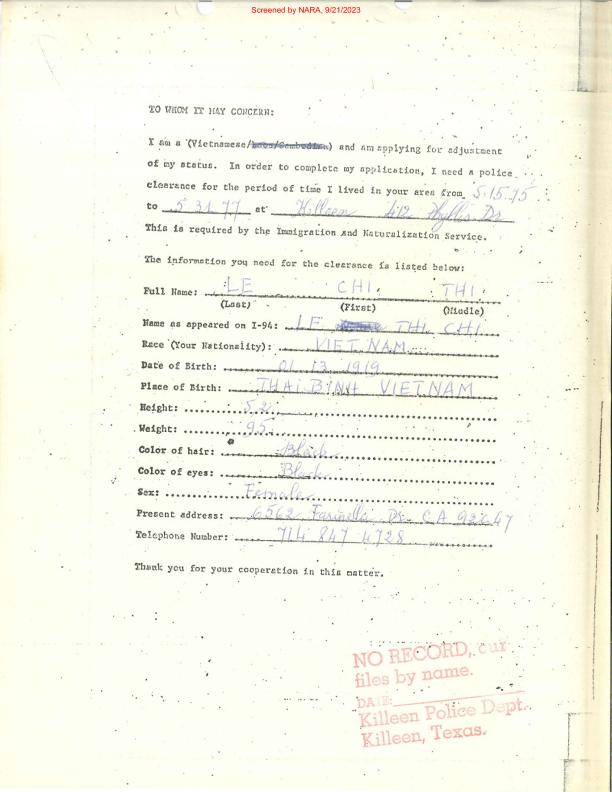 Screened by NARA, 9/21/2023
TO WHOM IT MAY CONCERN:
I am a (Vietnamese/Laos/Cambodian) and am applying for adjustment
of my status. In order to complete my application, I need a police
clearance for the period of time I lived in your area from 5.15.75
to 5 31 77 at Killeen 412 Phyllis Dr
This is required by the Immigration and Naturalization Service.
The information you need for the clearance is listed below:
Full Name: LE CHI THI
(Last) (First) (Middle)
Name as appeared on I-94: LE THI CHI
Race (Your Nationality): VIET NAM
Date of Birth: 01 13 1919
Place of Birth: THAI BINH VIETNAM
Height: 5.2
Weight: 95
Color of hair: Black
Color of eyes: Black
Sex: Female
Present address: 6562 Farinella Dr. CA 92647
Telephone Number: 714 847 4728
Thank you for your cooperation in this matter.
NO RECORD, our
files by name.
DATE:
Killeen Police Dept.
Killeen, Texas.